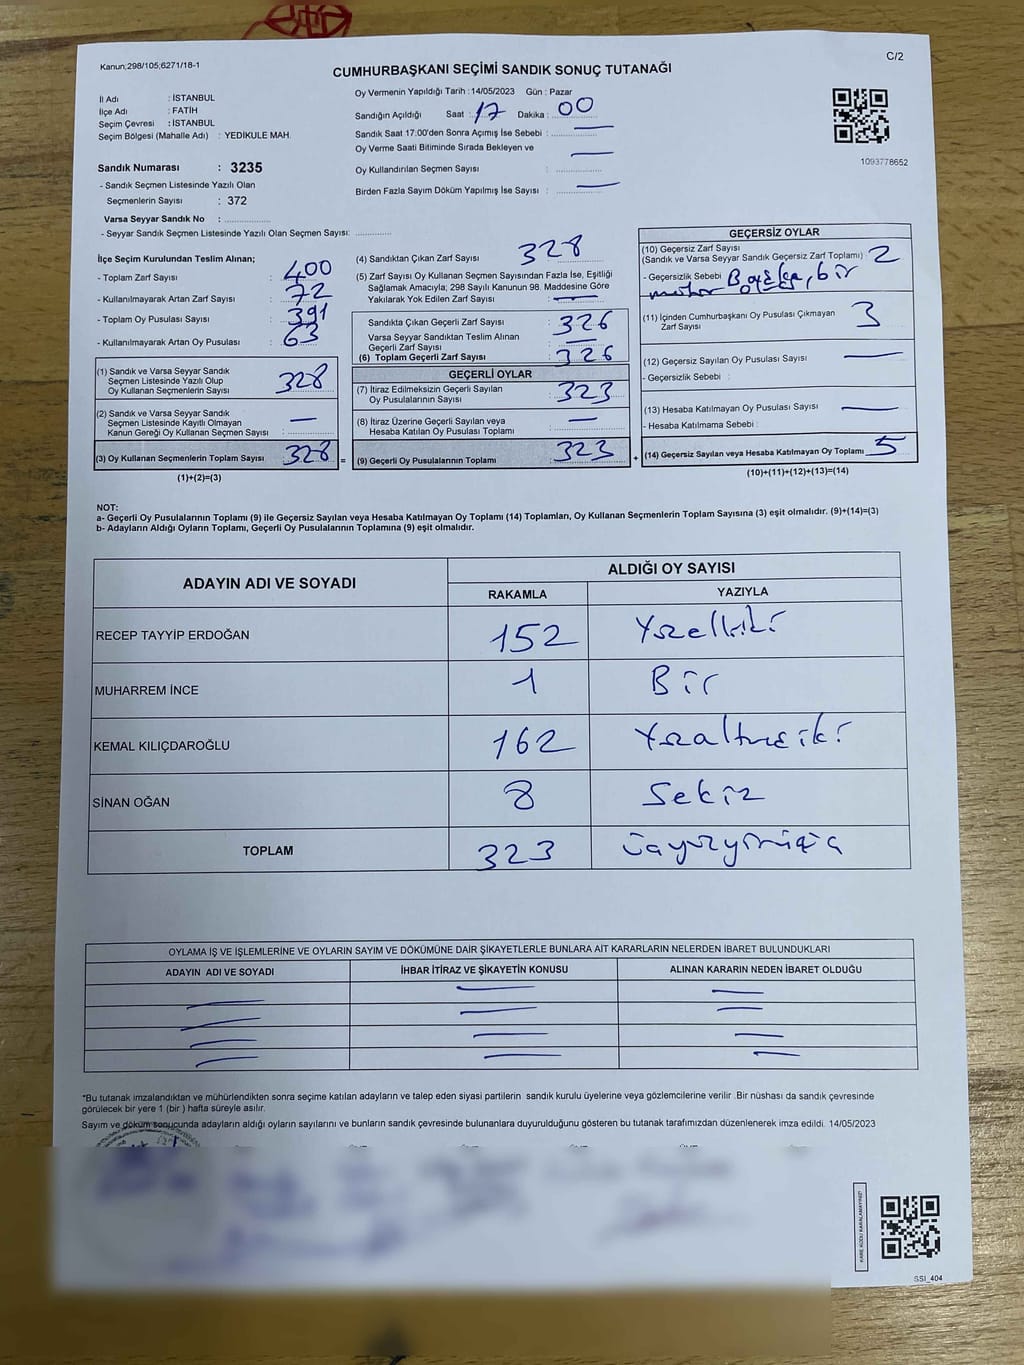 Kanun;298/105;6271/18-1
C/2
CUMHURBAŞKANI SEÇİMİ SANDIK SONUÇ TUTANAĞI
İl Adı : İSTANBUL
İlçe Adı : FATİH
Seçim Çevresi : İSTANBUL
Seçim Bölgesi (Mahalle Adı) : YEDİKULE MAH.
Sandık Numarası : 3235
- Sandık Seçmen Listesinde Yazılı Olan
Seçmenlerin Sayısı : 372
Varsa Seyyar Sandık No :
- Seyyar Sandık Seçmen Listesinde Yazılı Olan Seçmen Sayısı:
Oy Vermenin Yapıldığı Tarih : 14/05/2023 Gün : Pazar
Sandığın Açıldığı Saat : 17 Dakika : 00
Sandık Saat 17:00'den Sonra Açımış İse Sebebi : —
Oy Verme Saati Bitiminde Sırada Bekleyen ve —
Oy Kullandırılan Seçmen Sayısı :
Birden Fazla Sayım Döküm Yapılmış İse Sayısı : —
1093778652
İlçe Seçim Kurulundan Teslim Alınan;
- Toplam Zarf Sayısı : 400
- Kullanılmayarak Artan Zarf Sayısı : 72
- Toplam Oy Pusulası Sayısı : 391
- Kullanılmayarak Artan Oy Pusulası : 63
(1) Sandık ve Varsa Seyyar Sandık
Seçmen Listesinde Yazılı Olup
Oy Kullanan Seçmenlerin Sayısı : 328
(2) Sandık ve Varsa Seyyar Sandık
Seçmen Listesinde Kayıtlı Olmayan
Kanun Gereği Oy Kullanan Seçmen Sayısı : —
(3) Oy Kullanan Seçmenlerin Toplam Sayısı : 328 =
(1)+(2)=(3)
(4) Sandıktan Çıkan Zarf Sayısı : 328
(5) Zarf Sayısı Oy Kullanan Seçmen Sayısından Fazla İse, Eşitliği
Sağlamak Amacıyla; 298 Sayılı Kanunun 98. Maddesine Göre
Yakılarak Yok Edilen Zarf Sayısı : —
Sandıkta Çıkan Geçerli Zarf Sayısı : 326
Varsa Seyyar Sandıktan Teslim Alınan
Geçerli Zarf Sayısı : —
(6) Toplam Geçerli Zarf Sayısı : 326
GEÇERLİ OYLAR
(7) İtiraz Edilmeksizin Geçerli Sayılan
Oy Pusulalarının Sayısı : 323
(8) İtiraz Üzerine Geçerli Sayılan veya
Hesaba Katılan Oy Pusulası Toplamı : —
(9) Geçerli Oy Pusulalarının Toplamı : 323 +
GEÇERSİZ OYLAR
(10) Geçersiz Zarf Sayısı
(Sandık ve Varsa Seyyar Sandık Geçersiz Zarf Toplamı) : 2
- Geçersizlik Sebebi : bir
mühür
(11) İçinden Cumhurbaşkanı Oy Pusulası Çıkmayan
Zarf Sayısı : 3
(12) Geçersiz Sayılan Oy Pusulası Sayısı : —
- Geçersizlik Sebebi :
(13) Hesaba Katılmayan Oy Pusulası Sayısı : —
- Hesaba Katılmama Sebebi :
(14) Geçersiz Sayılan veya Hesaba Katılmayan Oy Toplamı : 5
(10)+(11)+(12)+(13)=(14)
NOT:
a- Geçerli Oy Pusulalarının Toplamı (9) ile Geçersiz Sayılan veya Hesaba Katılmayan Oy Toplamı (14) Toplamları, Oy Kullanan Seçmenlerin Toplam Sayısına (3) eşit olmalıdır. (9)+(14)=(3)
b- Adayların Aldığı Oyların Toplamı, Geçerli Oy Pusulalarının Toplamına (9) eşit olmalıdır.
ADAYIN ADI VE SOYADI
ALDIĞI OY SAYISI
RAKAMLA YAZIYLA
RECEP TAYYİP ERDOĞAN 152 Yüzelliiki
MUHARREM İNCE 1 Bir
KEMAL KILIÇDAROĞLU 162 Yüzaltmışiki
SİNAN OĞAN 8 Sekiz
TOPLAM 323 üçyüzyirmiüç
OYLAMA İŞ VE İŞLEMLERİNE VE OYLARIN SAYIM VE DÖKÜMÜNE DAİR ŞİKAYETLERLE BUNLARA AİT KARARLARIN NELERDEN İBARET BULUNDUKLARI
ADAYIN ADI VE SOYADI İHBAR İTİRAZ VE ŞİKAYETİN KONUSU ALINAN KARARIN NEDEN İBARET OLDUĞU
— — —
— — —
— — —
— — —
*Bu tutanak imzalandıktan ve mühürlendikten sonra seçime katılan adayların ve talep eden siyasi partilerin sandık kurulu üyelerine veya gözlemcilerine verilir .Bir nüshası da sandık çevresinde
görülecek bir yere 1 (bir ) hafta süreyle asılır.
Sayım ve döküm sonucunda adayların aldığı oyların sayılarını ve bunların sandık çevresinde bulunanlara duyurulduğunu gösteren bu tutanak tarafımızdan düzenlenerek imza edildi. 14/05/2023
KARE KODU KARALAMAYINIZ!
SSI_404